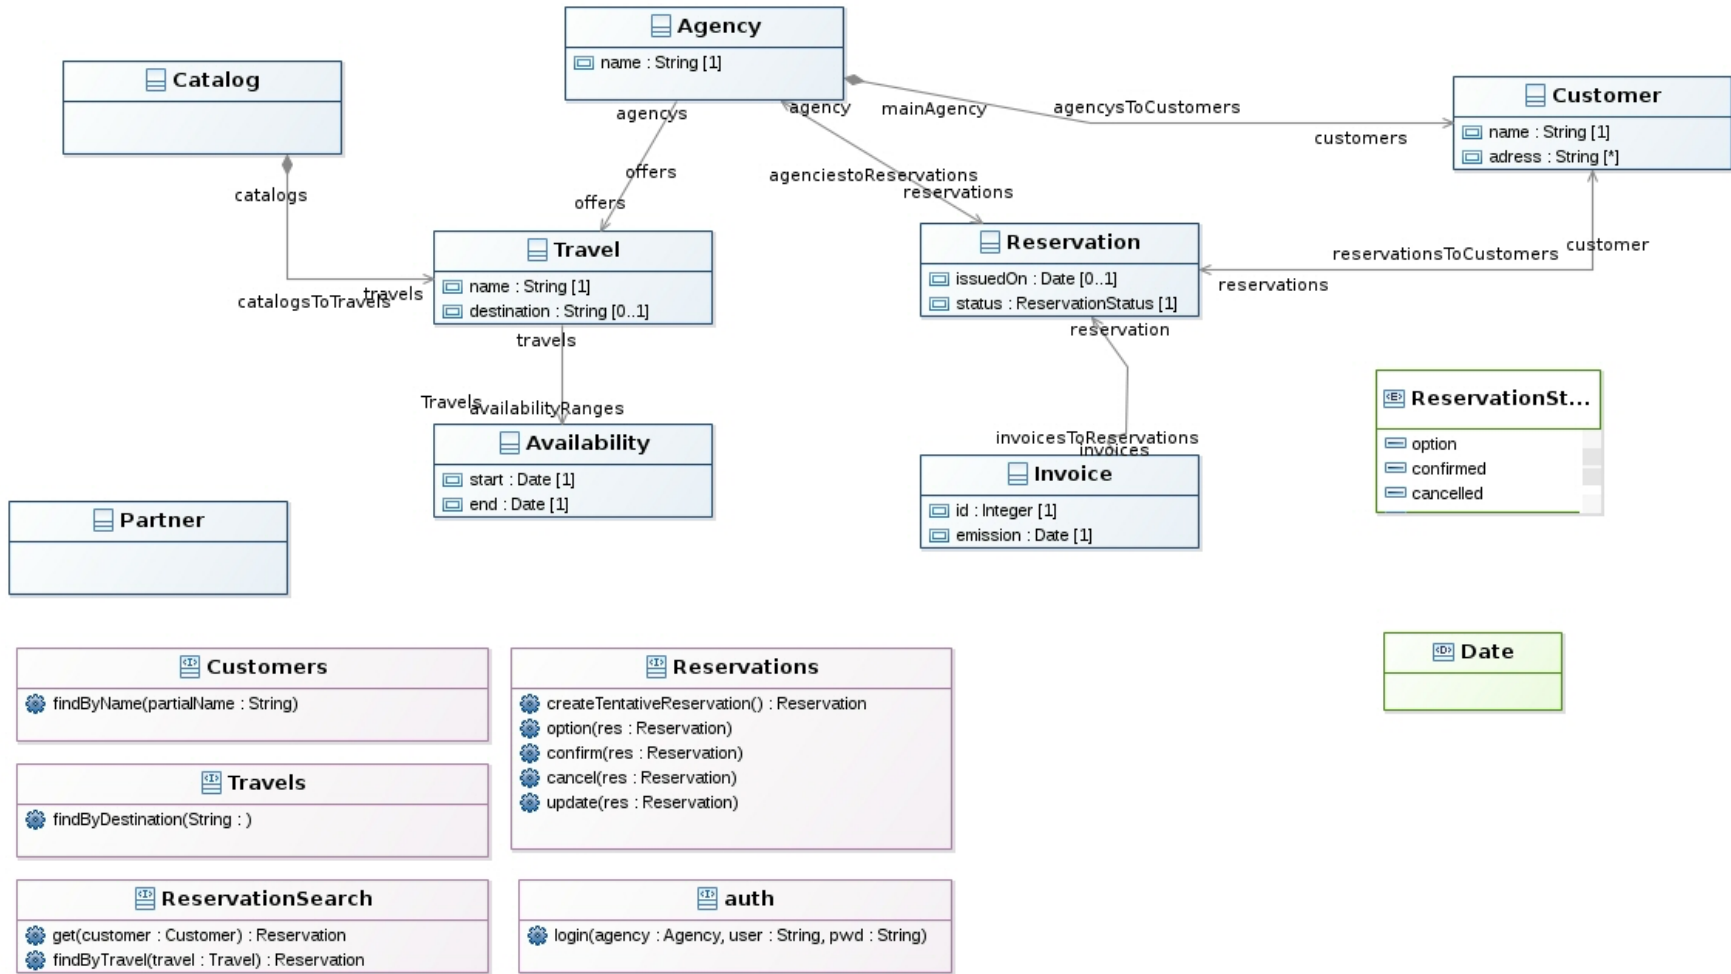 Agency
name : String [1]
Catalog
Customer
name : String [1]
adress : String [*]
agencys
agency
mainAgency
agencysToCustomers
customers
offers
agenciestoReservations
reservations
catalogs
offers
Travel
name : String [1]
destination : String [0..1]
Reservation
issuedOn : Date [0..1]
status : ReservationStatus [1]
reservationsToCustomers
customer
reservations
catalogsToTravels
travels
travels
reservation
Travels
availabilityRanges
Availability
start : Date [1]
end : Date [1]
invoicesToReservations
invoices
Invoice
id : Integer [1]
emission : Date [1]
<E>
ReservationSt...
option
confirmed
cancelled
Partner
<I>
Customers
findByName(partialName : String)
<I>
Reservations
createTentativeReservation() : Reservation
option(res : Reservation)
confirm(res : Reservation)
cancel(res : Reservation)
update(res : Reservation)
<D>
Date
<I>
Travels
findByDestination(String : )
<I>
ReservationSearch
get(customer : Customer) : Reservation
findByTravel(travel : Travel) : Reservation
<I>
auth
login(agency : Agency, user : String, pwd : String)